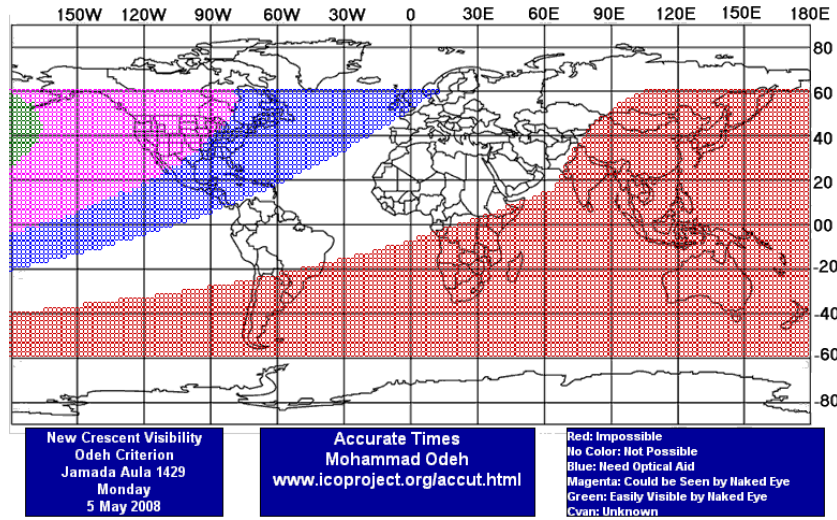 150W 120W 90W 60W 30W 0 30E 60E 90E 120E 150E 180E
80
60
40
20
00
-20
-40
-60
-80
New Crescent Visibility
Odeh Criterion
Jamada Aula 1429
Monday
5 May 2008
Accurate Times
Mohammad Odeh
www.icoproject.org/accut.html
Red: Impossible
No Color: Not Possible
Blue: Need Optical Aid
Magenta: Could be Seen by Naked Eye
Green: Easily Visible by Naked Eye
Cyan: Unknown